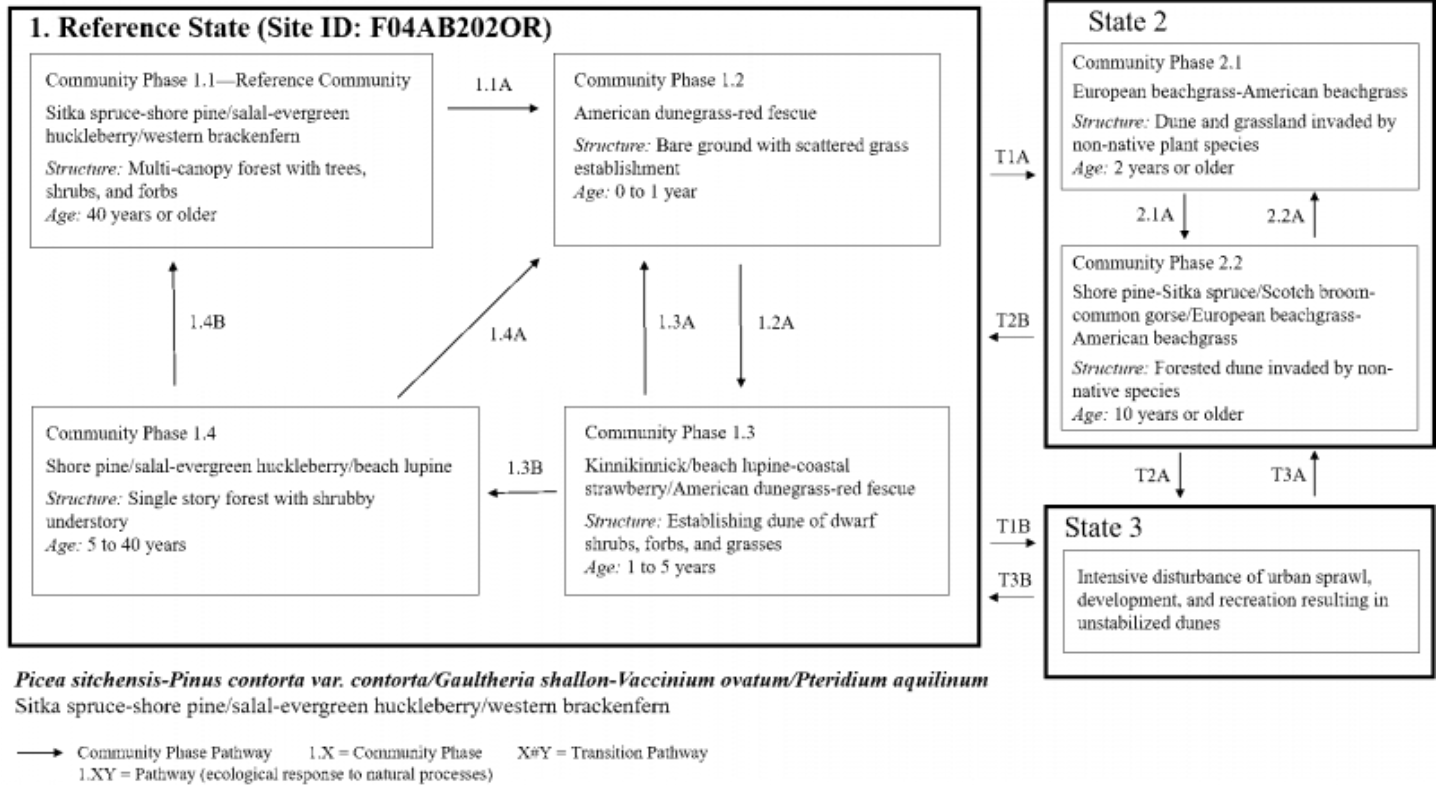 1. Reference State (Site ID: F04AB202OR)
Community Phase 1.1—Reference Community
Sitka spruce-shore pine/salal-evergreen
huckleberry/western brackenfern
Structure: Multi-canopy forest with trees,
shrubs, and forbs
Age: 40 years or older
1.1A
Community Phase 1.2
American dunegrass-red fescue
Structure: Bare ground with scattered grass
establishment
Age: 0 to 1 year
1.4B
1.4A
1.3A
1.2A
Community Phase 1.4
Shore pine/salal-evergreen huckleberry/beach lupine
Structure: Single story forest with shrubby
understory
Age: 5 to 40 years
1.3B
Community Phase 1.3
Kinnikinnick/beach lupine-coastal
strawberry/American dunegrass-red fescue
Structure: Establishing dune of dwarf
shrubs, forbs, and grasses
Age: 1 to 5 years
T1A
T2B
T1B
T3B
State 2
Community Phase 2.1
European beachgrass-American beachgrass
Structure: Dune and grassland invaded by
non-native plant species
Age: 2 years or older
2.1A
2.2A
Community Phase 2.2
Shore pine-Sitka spruce/Scotch broom-
common gorse/European beachgrass-
American beachgrass
Structure: Forested dune invaded by non-
native species
Age: 10 years or older
T2A
T3A
State 3
Intensive disturbance of urban sprawl,
development, and recreation resulting in
unstabilized dunes
Picea sitchensis-Pinus contorta var. contorta/Gaultheria shallon-Vaccinium ovatum/Pteridium aquilinum
Sitka spruce-shore pine/salal-evergreen huckleberry/western brackenfern
Community Phase Pathway 1.X = Community Phase X#Y = Transition Pathway
1.XY = Pathway (ecological response to natural processes)